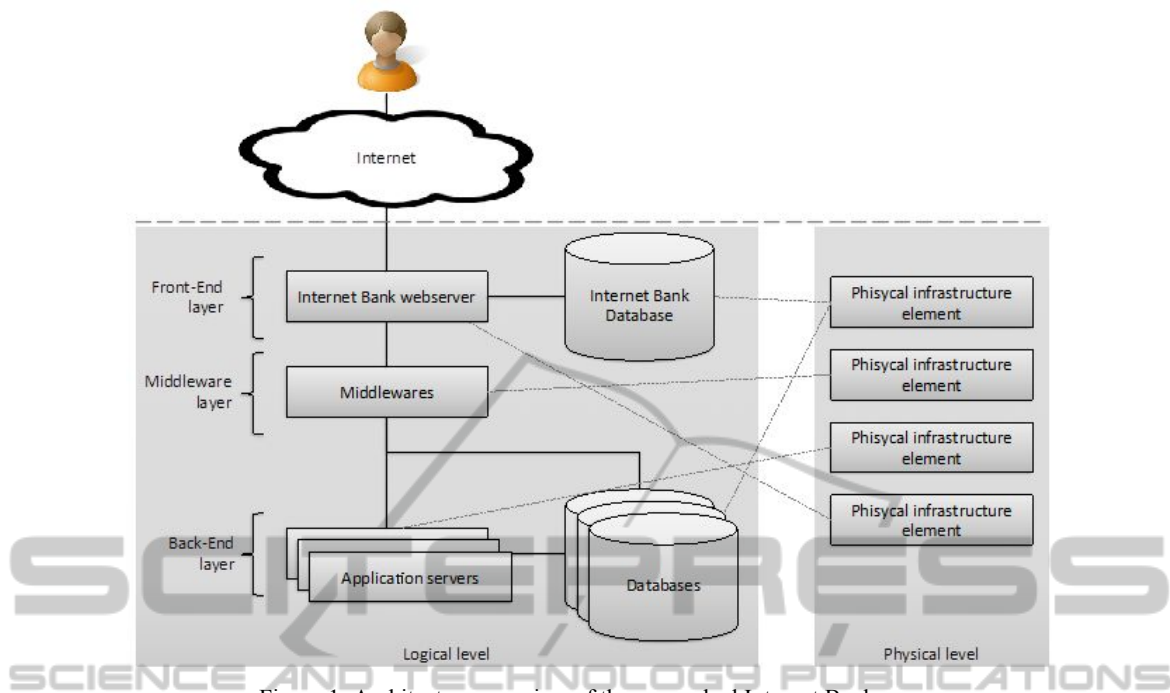 Internet
Front-End
layer
Internet Bank webserver
Internet Bank
Database
Phisycal infrastructure
element
Middleware
layer
Middlewares
Phisycal infrastructure
element
Phisycal infrastructure
element
Phisycal infrastructure
element
Back-End
layer
Application servers
Databases
Logical level
Physical level
SCITEPRESS
SCIENCE AND TECHNOLOGY PUBLICATIONS